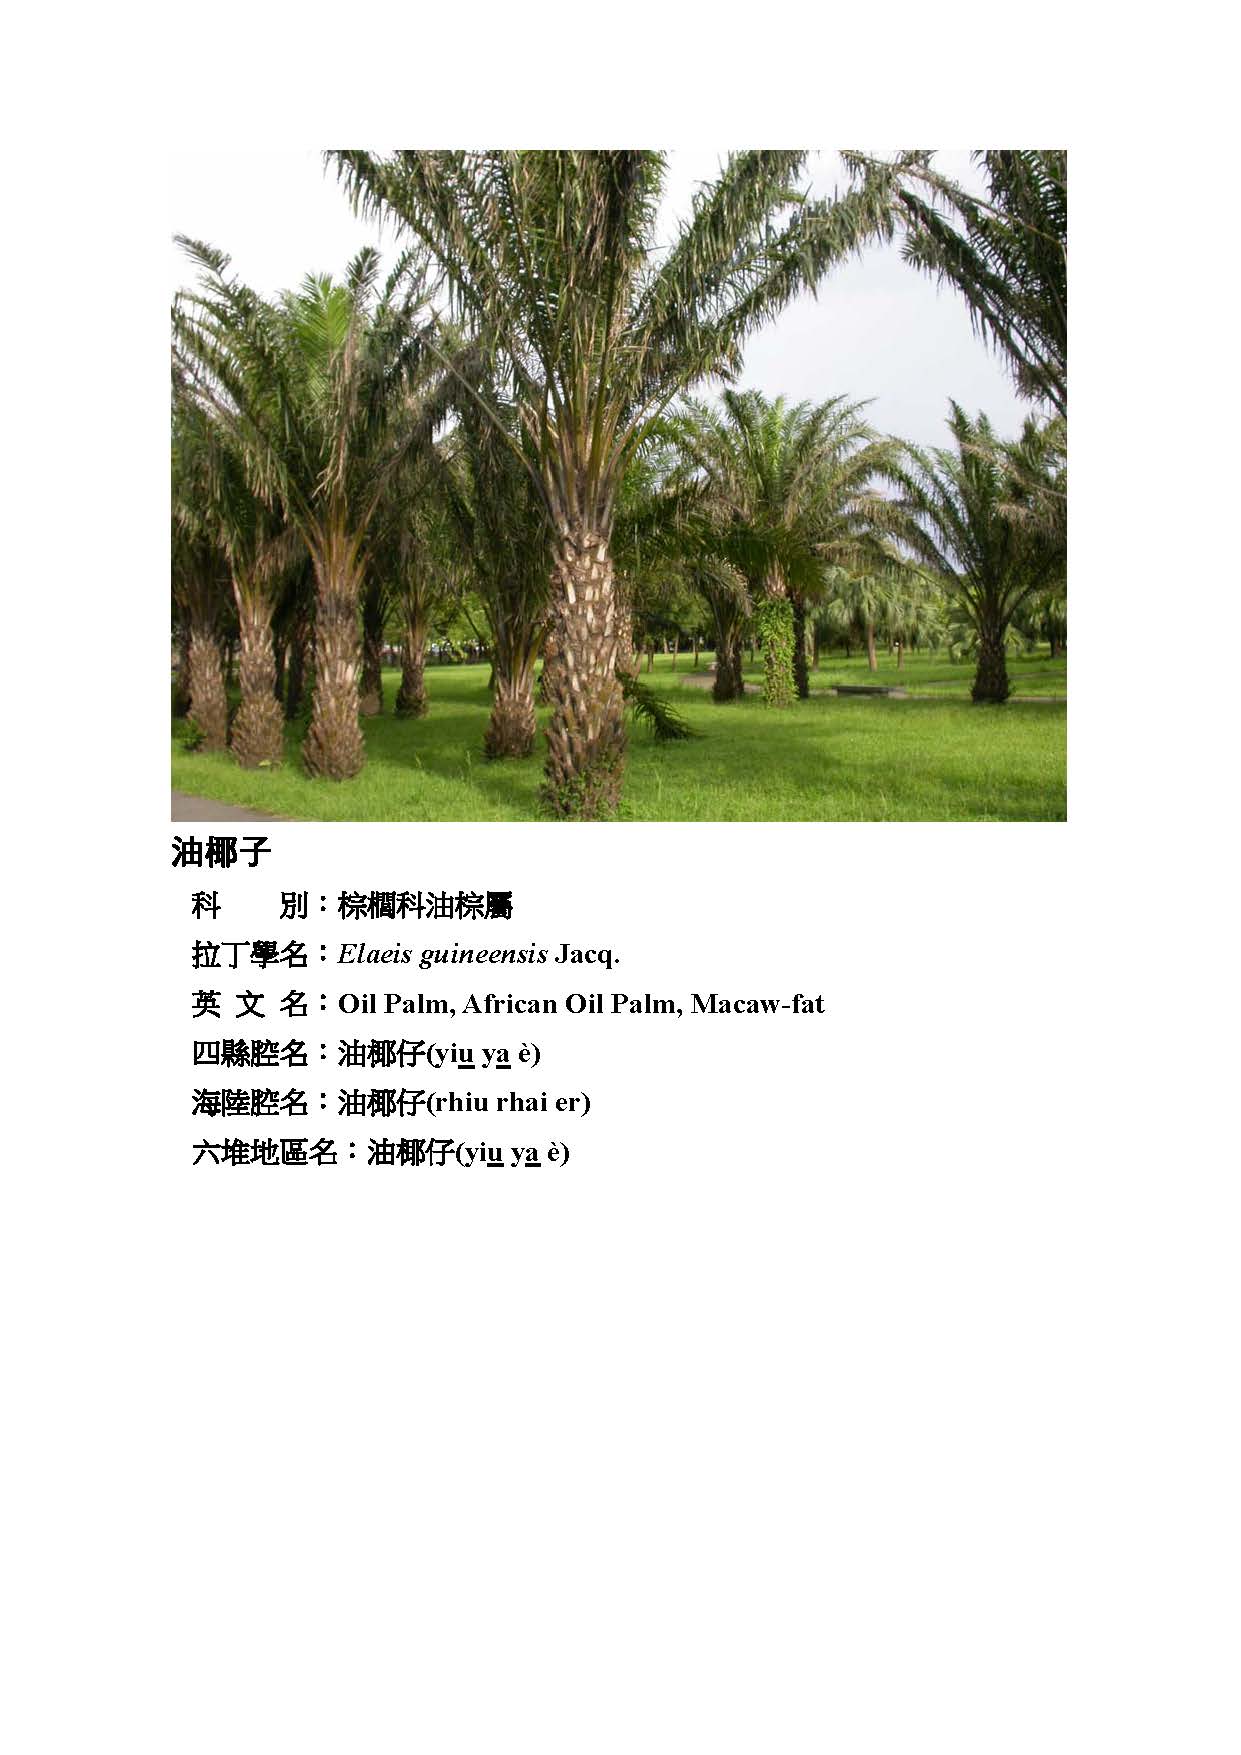 油椰子
科　　別：棕櫚科油棕屬
拉丁學名：Elaeis guineensis Jacq.
英 文 名：Oil Palm, African Oil Palm, Macaw-fat
四縣腔名：油椰仔(yiu ya è)
海陸腔名：油椰仔(rhiu rhai er)
六堆地區名：油椰仔(yiu ya è)